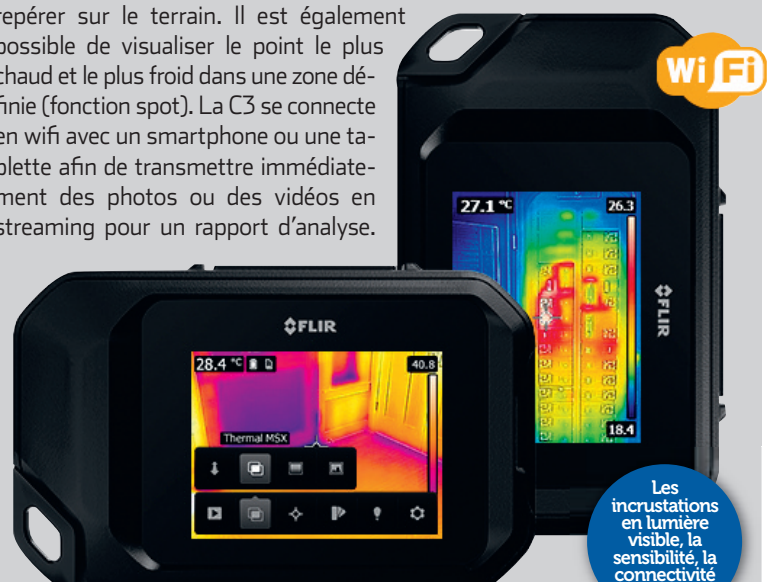 repérer sur le terrain. Il est également
possible de visualiser le point le plus
chaud et le plus froid dans une zone dé-
finie (fonction spot). La C3 se connecte
en wifi avec un smartphone ou une ta-
blette afin de transmettre immédiate-
ment des photos ou des vidéos en
streaming pour un rapport d'analyse.
Wi Fi
27.1 °C
26.3
FLIR
18.4
FLIR
28.4 °C
40.8
Thermal MSX
Les
incrustations
en lumière
visible, la
sensibilité, la
connectivité